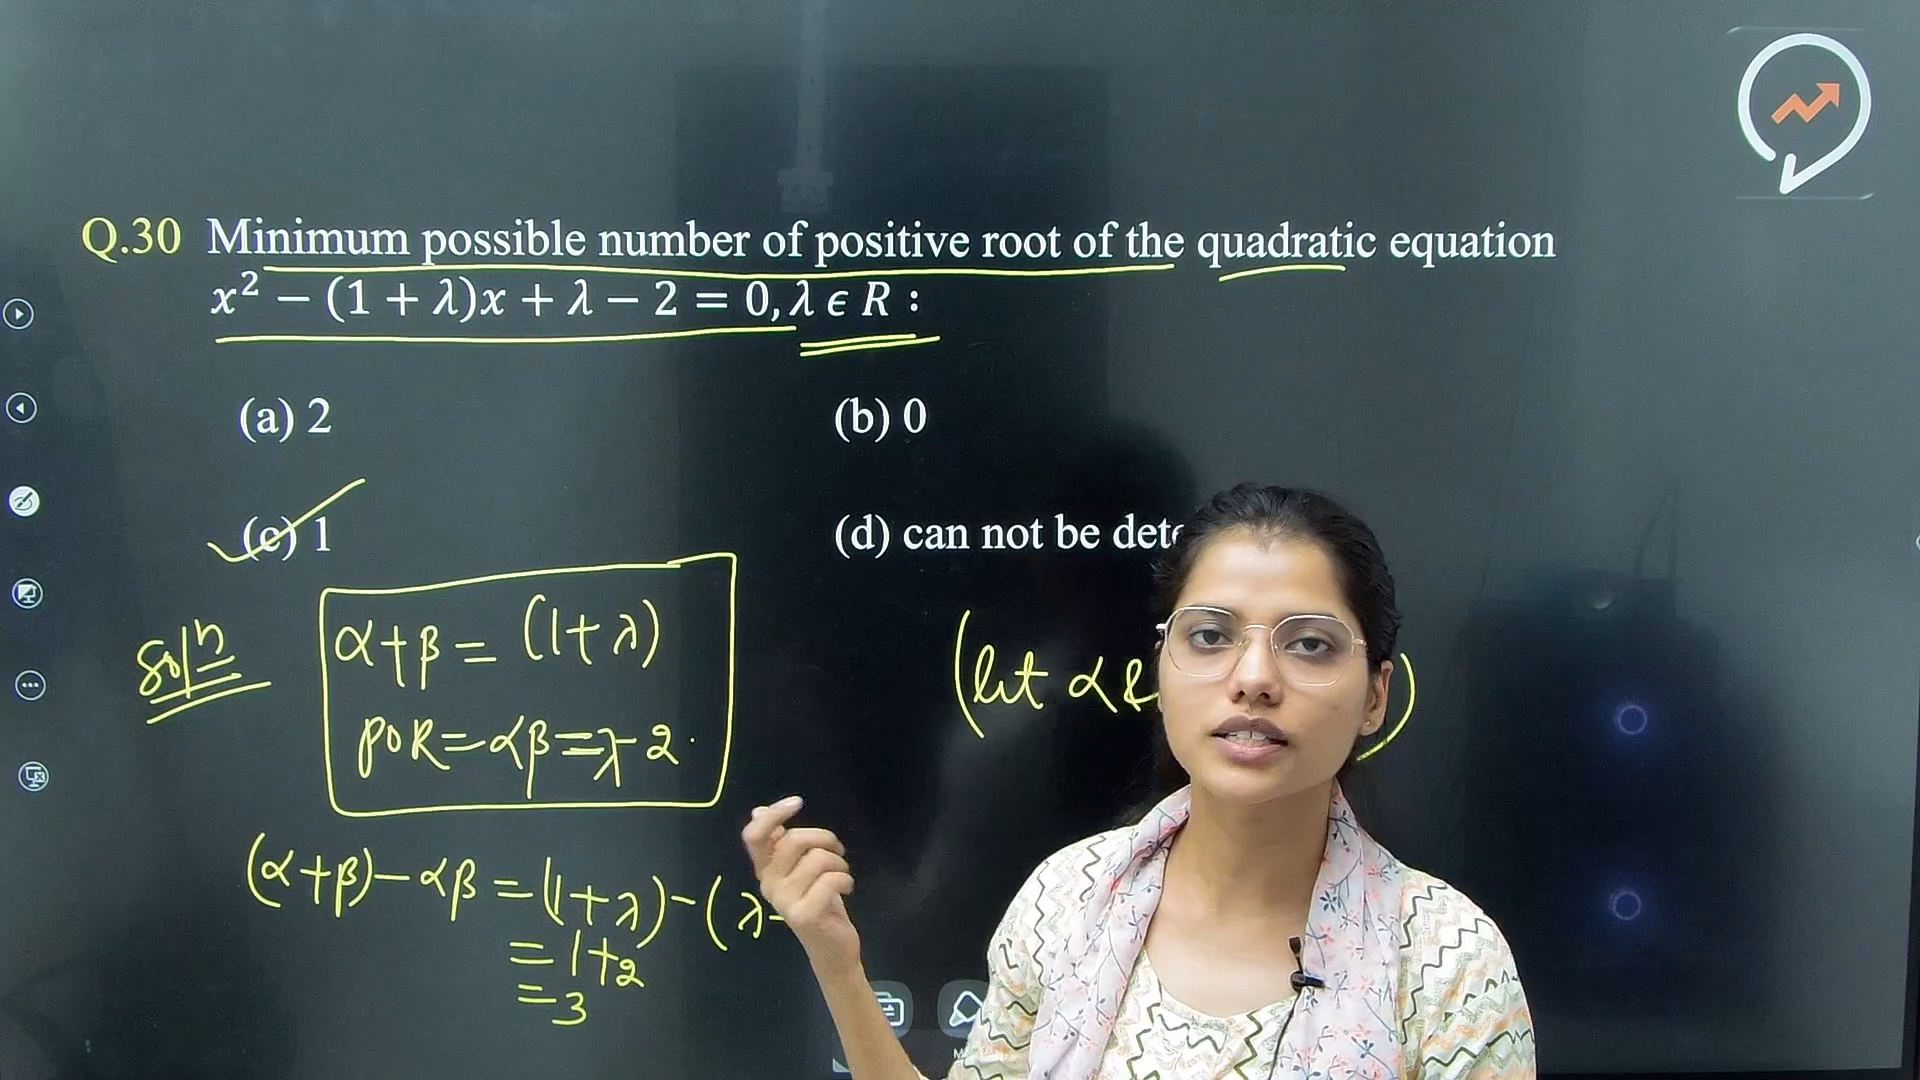 Q.30 Minimum possible number of positive root of the quadratic equation
x² − (1 + λ)x + λ − 2 = 0, λ ϵ R :
(a) 2 (b) 0
(c) 1 (d) can not be
Solⁿ α+β = (1+λ) (let α &
POR = αβ = λ-2.
(α+β)-αβ = (1+λ)-(λ-
= 1+2
= 3